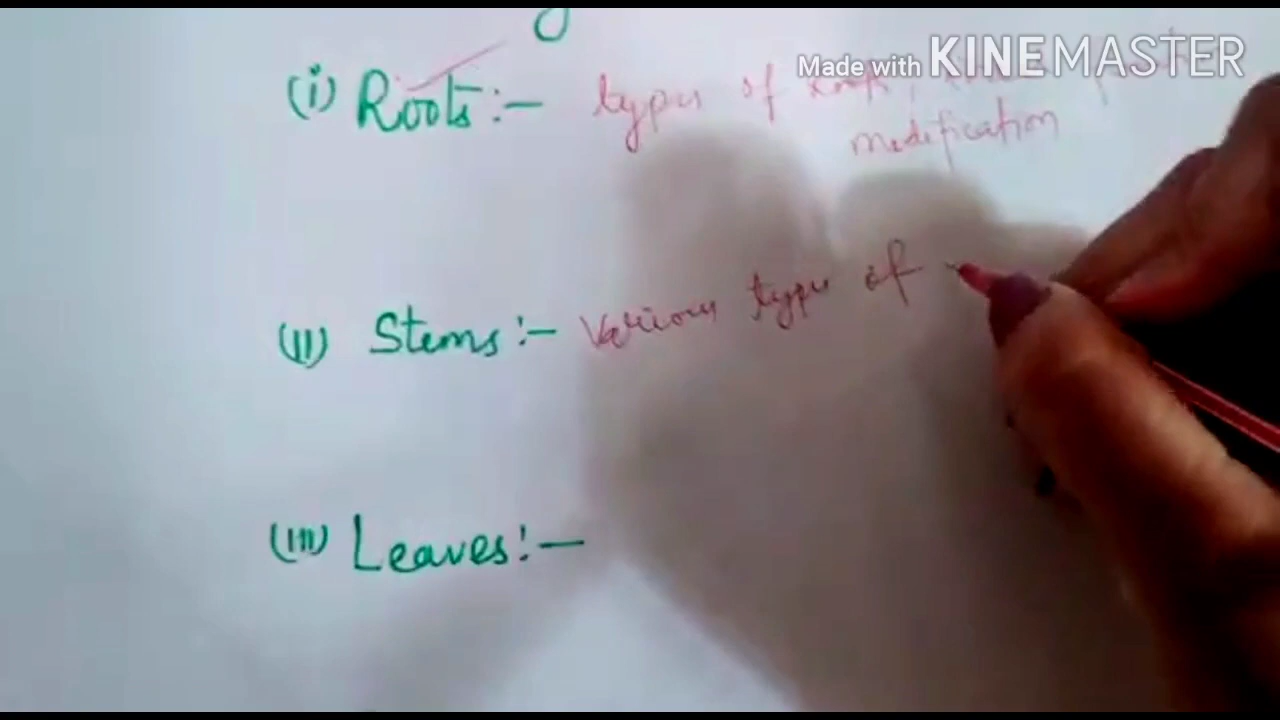 Made with KINEMASTER
(i) Roots:- types of
modification
(II) Stems:- Various types of
(III) Leaves:-